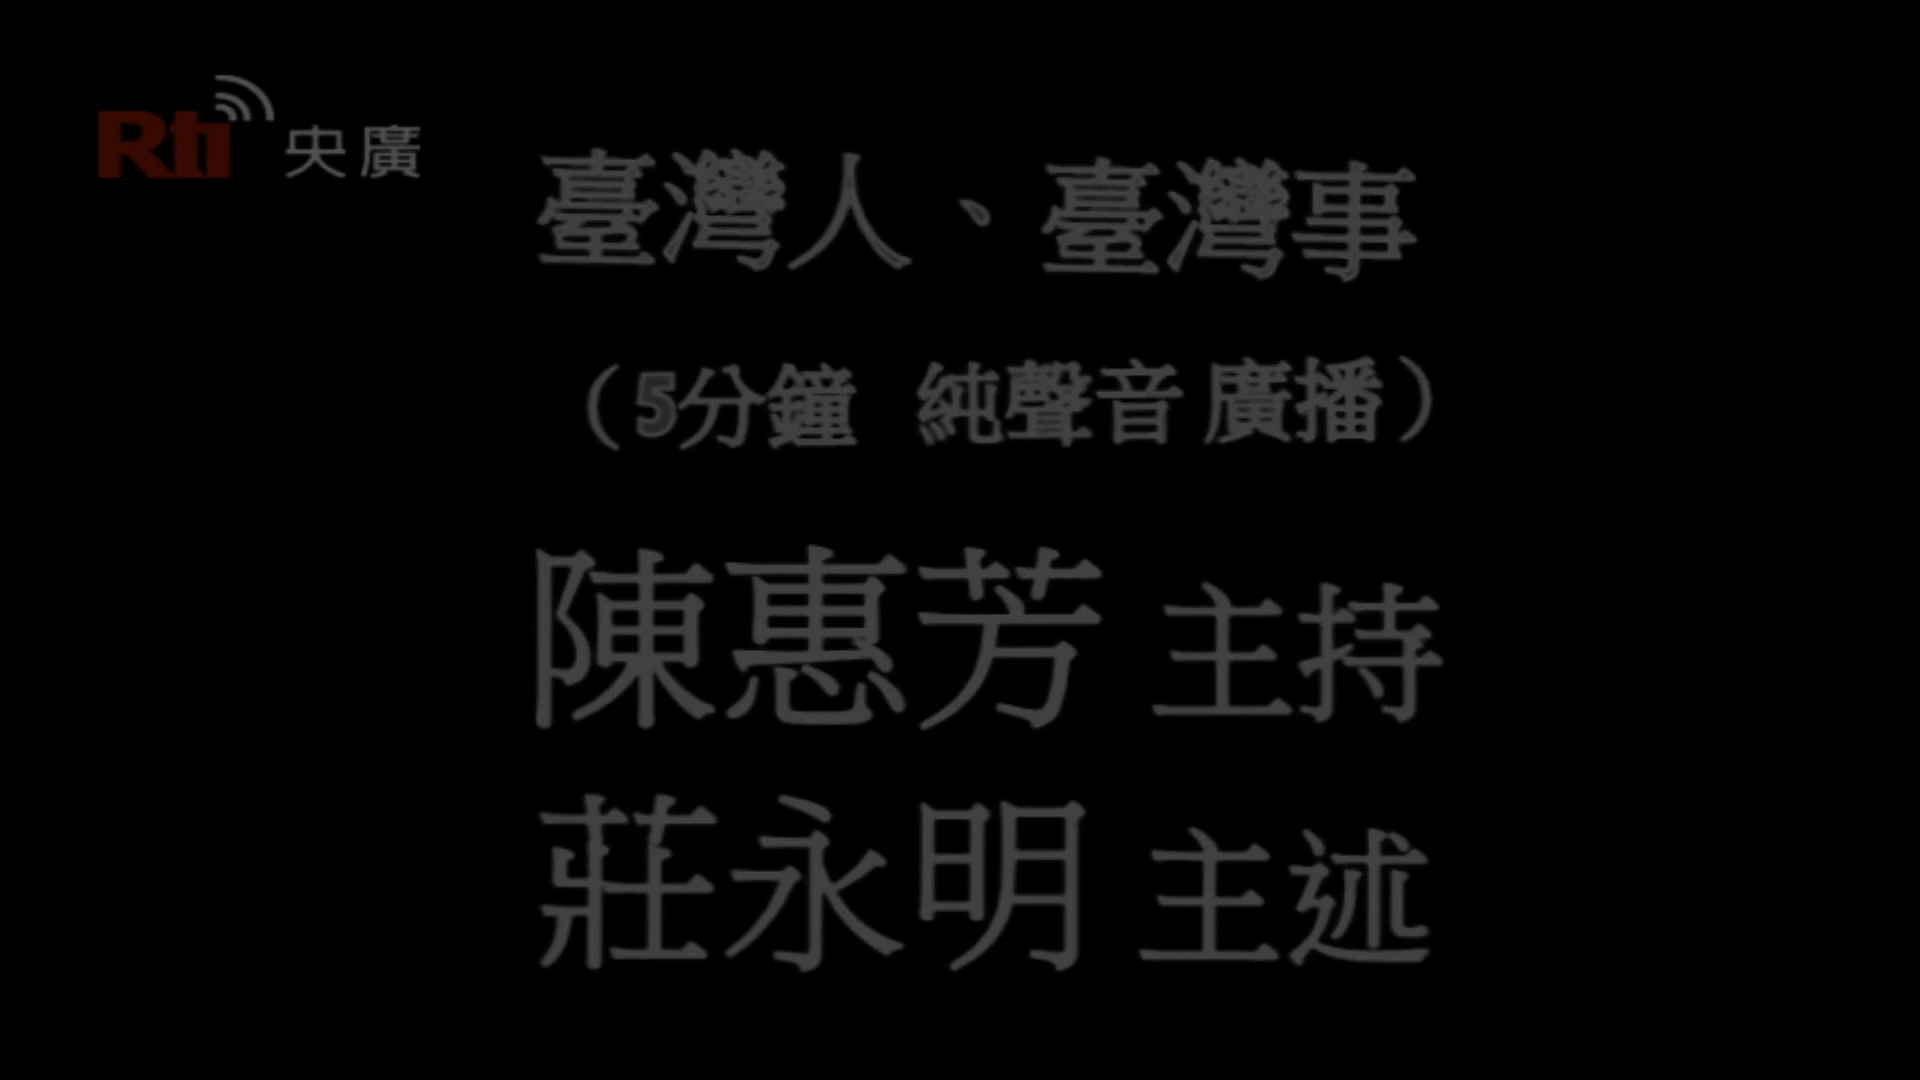 Rti 央廣
臺灣人、臺灣事
（5分鐘 純聲音 廣播）
陳惠芳 主持
莊永明 主述